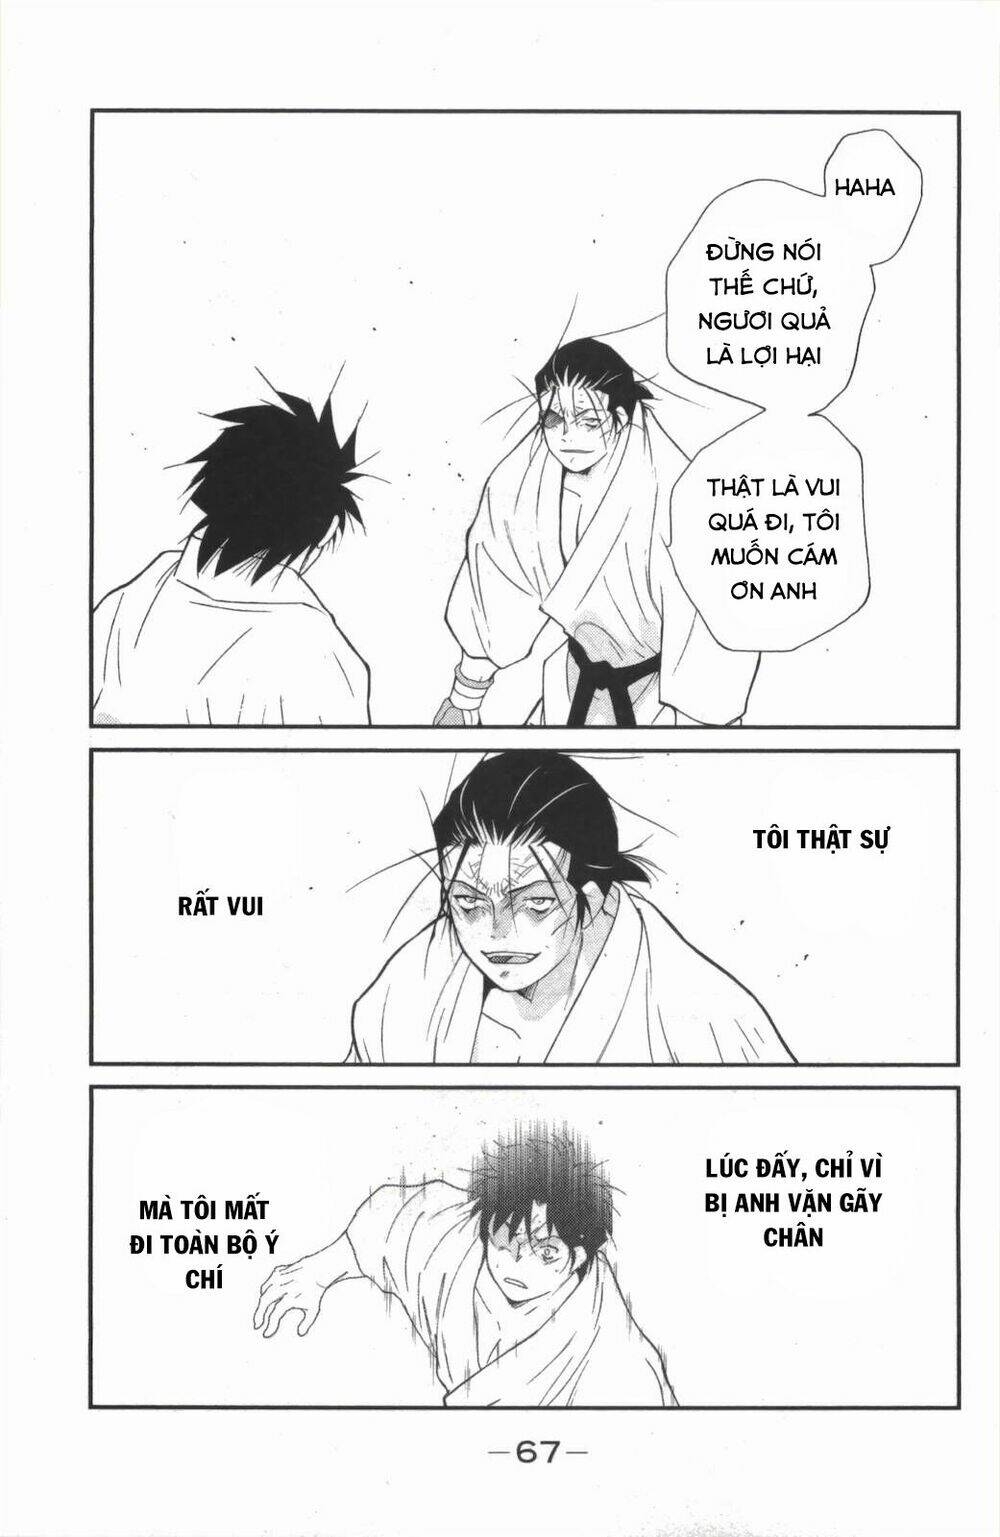 HAHA
ĐỪNG NÓI
THẾ CHỨ,
NGƯƠI QUẢ
LÀ LỢI HẠI
THẬT LÀ VUI
QUÁ ĐI, TÔI
MUỐN CÁM
ƠN ANH
TÔI THẬT SỰ
RẤT VUI
LÚC ĐẤY, CHỈ VÌ
BỊ ANH VẶN GÃY
CHÂN
MÀ TÔI MẤT
ĐI TOÀN BỘ Ý
CHÍ
—67—